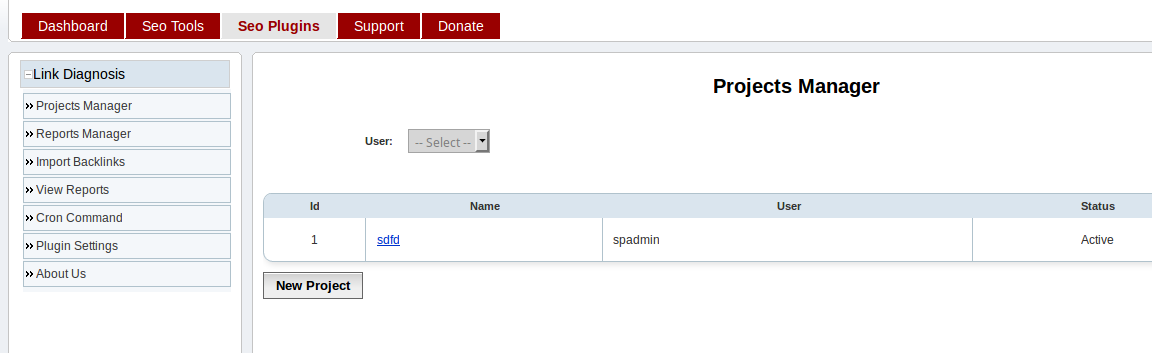 Dashboard Seo Tools Seo Plugins Support Donate
Link Diagnosis
Projects Manager
Reports Manager
Import Backlinks
View Reports
Cron Command
Plugin Settings
About Us
Projects Manager
User: -- Select --
Id Name User Status
1 sdfd spadmin Active
New Project